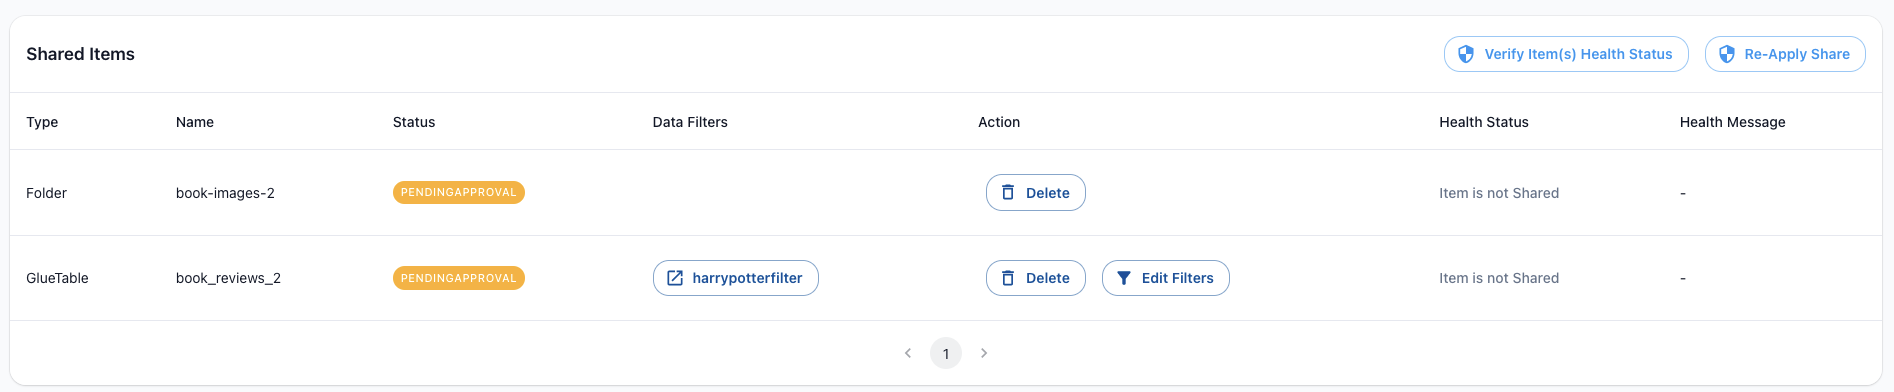 Shared Items
Verify Item(s) Health Status
Re-Apply Share
Type Name Status Data Filters Action Health Status Health Message
Folder book-images-2 PENDINGAPPROVAL Delete Item is not Shared -
GlueTable book_reviews_2 PENDINGAPPROVAL harrypotterfilter Delete Edit Filters Item is not Shared -
1